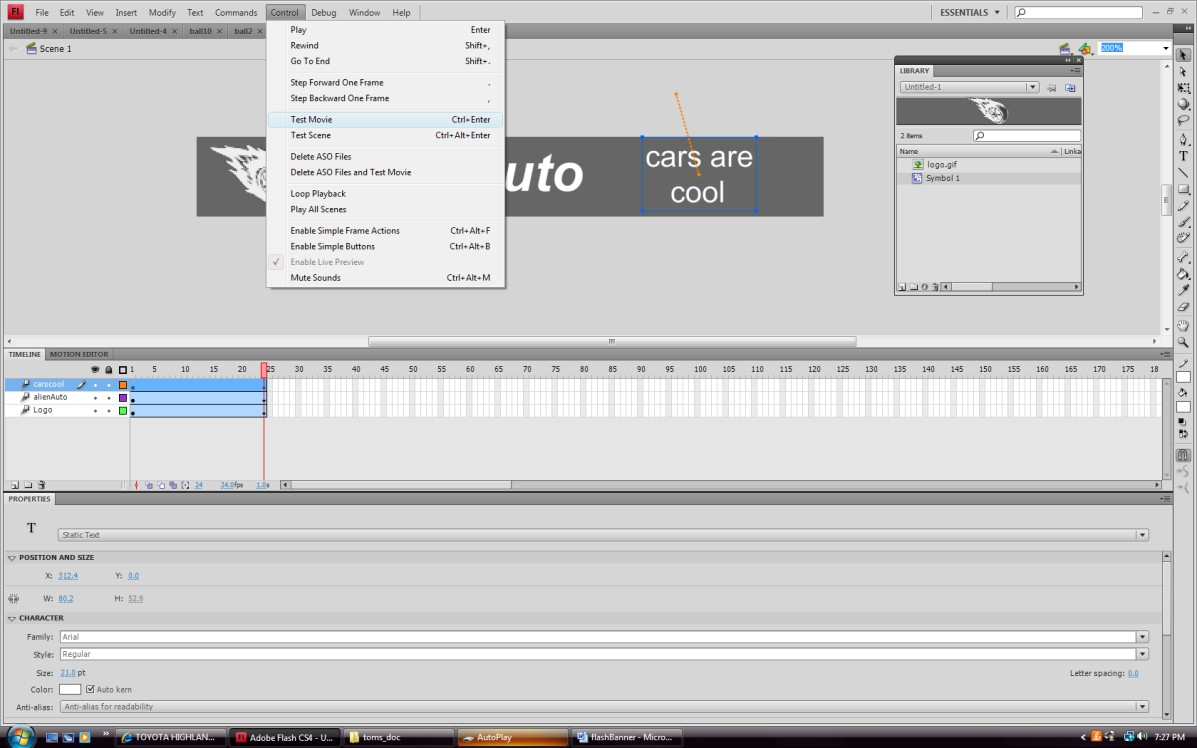 Fl File Edit View Insert Modify Text Commands Control Debug Window Help ESSENTIALS
Untitled-9 × Untitled-5 × Untitled-4 × ball10 × ball2 ×
Scene 1 200%
Play Enter
Rewind Shift+,
Go To End Shift+.
Step Forward One Frame .
Step Backward One Frame ,
Test Movie Ctrl+Enter
Test Scene Ctrl+Alt+Enter
Delete ASO Files
Delete ASO Files and Test Movie
Loop Playback
Play All Scenes
Enable Simple Frame Actions Ctrl+Alt+F
Enable Simple Buttons Ctrl+Alt+B
Enable Live Preview
Mute Sounds Ctrl+Alt+M
uto
cars are
cool
LIBRARY
Untitled-1
2 items
Name Linka
logo.gif
Symbol 1
TIMELINE MOTION EDITOR
1 5 10 15 20 25 30 35 40 45 50 55 60 65 70 75 80 85 90 95 100 105 110 115 120 125 130 135 140 145 150 155 160 165 170 175 18
carscool
alienAuto
Logo
24 24.0fps 1.0s
PROPERTIES
T Static Text
POSITION AND SIZE
X: 312.4 Y: 0.0
W: 80.2 H: 52.9
CHARACTER
Family: Arial
Style: Regular
Size: 21.0 pt Letter spacing: 0.0
Color: Auto kern
Anti-alias: Anti-alias for readability
TOYOTA HIGHLAN... Adobe Flash CS4 - U... toms_doc AutoPlay flashBanner - Micro... 7:27 PM